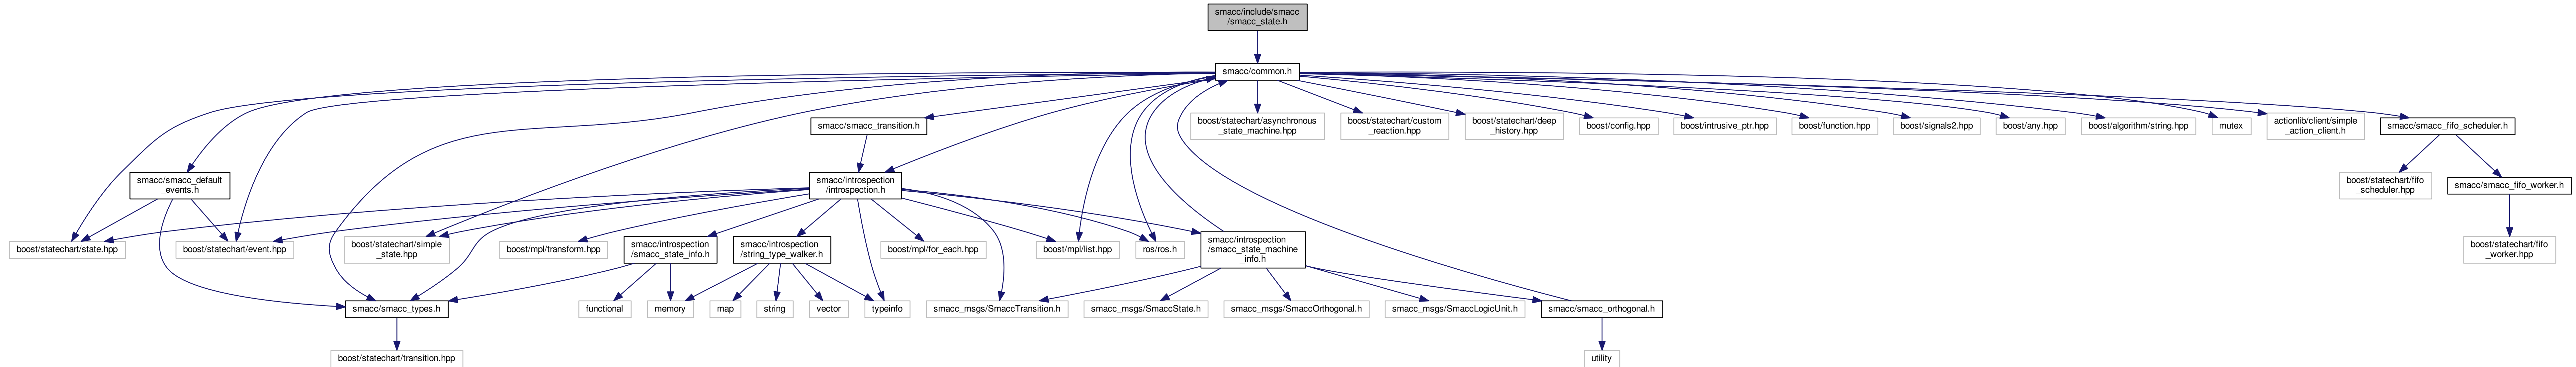 smacc/include/smacc
/smacc_state.h
smacc/common.h
smacc/smacc_transition.h
boost/statechart/asynchronous
_state_machine.hpp
boost/statechart/custom
_reaction.hpp
boost/statechart/deep
_history.hpp
boost/config.hpp
boost/intrusive_ptr.hpp
boost/function.hpp
boost/signals2.hpp
boost/any.hpp
boost/algorithm/string.hpp
mutex
actionlib/client/simple
_action_client.h
smacc/smacc_fifo_scheduler.h
smacc/smacc_default
_events.h
smacc/introspection
/introspection.h
boost/statechart/fifo
_scheduler.hpp
smacc/smacc_fifo_worker.h
boost/statechart/state.hpp
boost/statechart/event.hpp
boost/statechart/simple
_state.hpp
boost/mpl/transform.hpp
smacc/introspection
/smacc_state_info.h
smacc/introspection
/string_type_walker.h
boost/mpl/for_each.hpp
boost/mpl/list.hpp
ros/ros.h
smacc/introspection
/smacc_state_machine
_info.h
boost/statechart/fifo
_worker.hpp
smacc/smacc_types.h
functional
memory
map
string
vector
typeinfo
smacc_msgs/SmaccTransition.h
smacc_msgs/SmaccState.h
smacc_msgs/SmaccOrthogonal.h
smacc_msgs/SmaccLogicUnit.h
smacc/smacc_orthogonal.h
boost/statechart/transition.hpp
utility